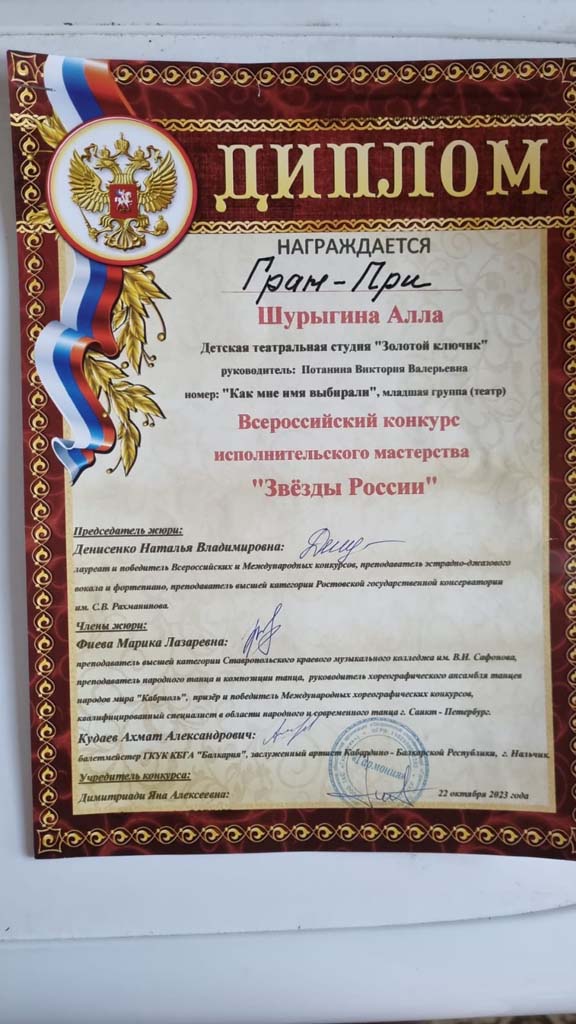 ДИПЛОМ
НАГРАЖДАЕТСЯ
Гран-При
Шурыгина Алла
Детская театральная студия "Золотой ключик"
руководитель: Потанина Виктория Валерьевна
номер: "Как мне имя выбирали", младшая группа (театр)
Всероссийский конкурс
исполнительского мастерства
"Звёзды России"
Председатель жюри:
Денисенко Наталья Владимировна:
лауреат и победитель Всероссийских и Международных конкурсов, преподаватель эстрадно-джазового
вокала и фортепиано, преподаватель высшей категории Ростовской государственной консерватории
им. С.В. Рахманинова.
Члены жюри:
Фиева Марика Лазаревна:
преподаватель высшей категории Ставропольского краевого музыкального колледжа им. В.И. Сафонова,
преподаватель народного танца и композиции танца, руководитель хореографического ансамбля танцев
народов мира "Кабриоль", призёр и победитель Международных хореографических конкурсов,
квалифицированный специалист в области народного и современного танца г. Санкт - Петербург.
Кудаев Ахмат Александрович:
балетмейстер ГКУК КБГА "Балкария", заслуженный артист Кабардино - Балкарской Республики, г. Нальчик.
Учредитель конкурса:
"Гармония"
Димитриади Яна Алексеевна:
22 октября 2023 года